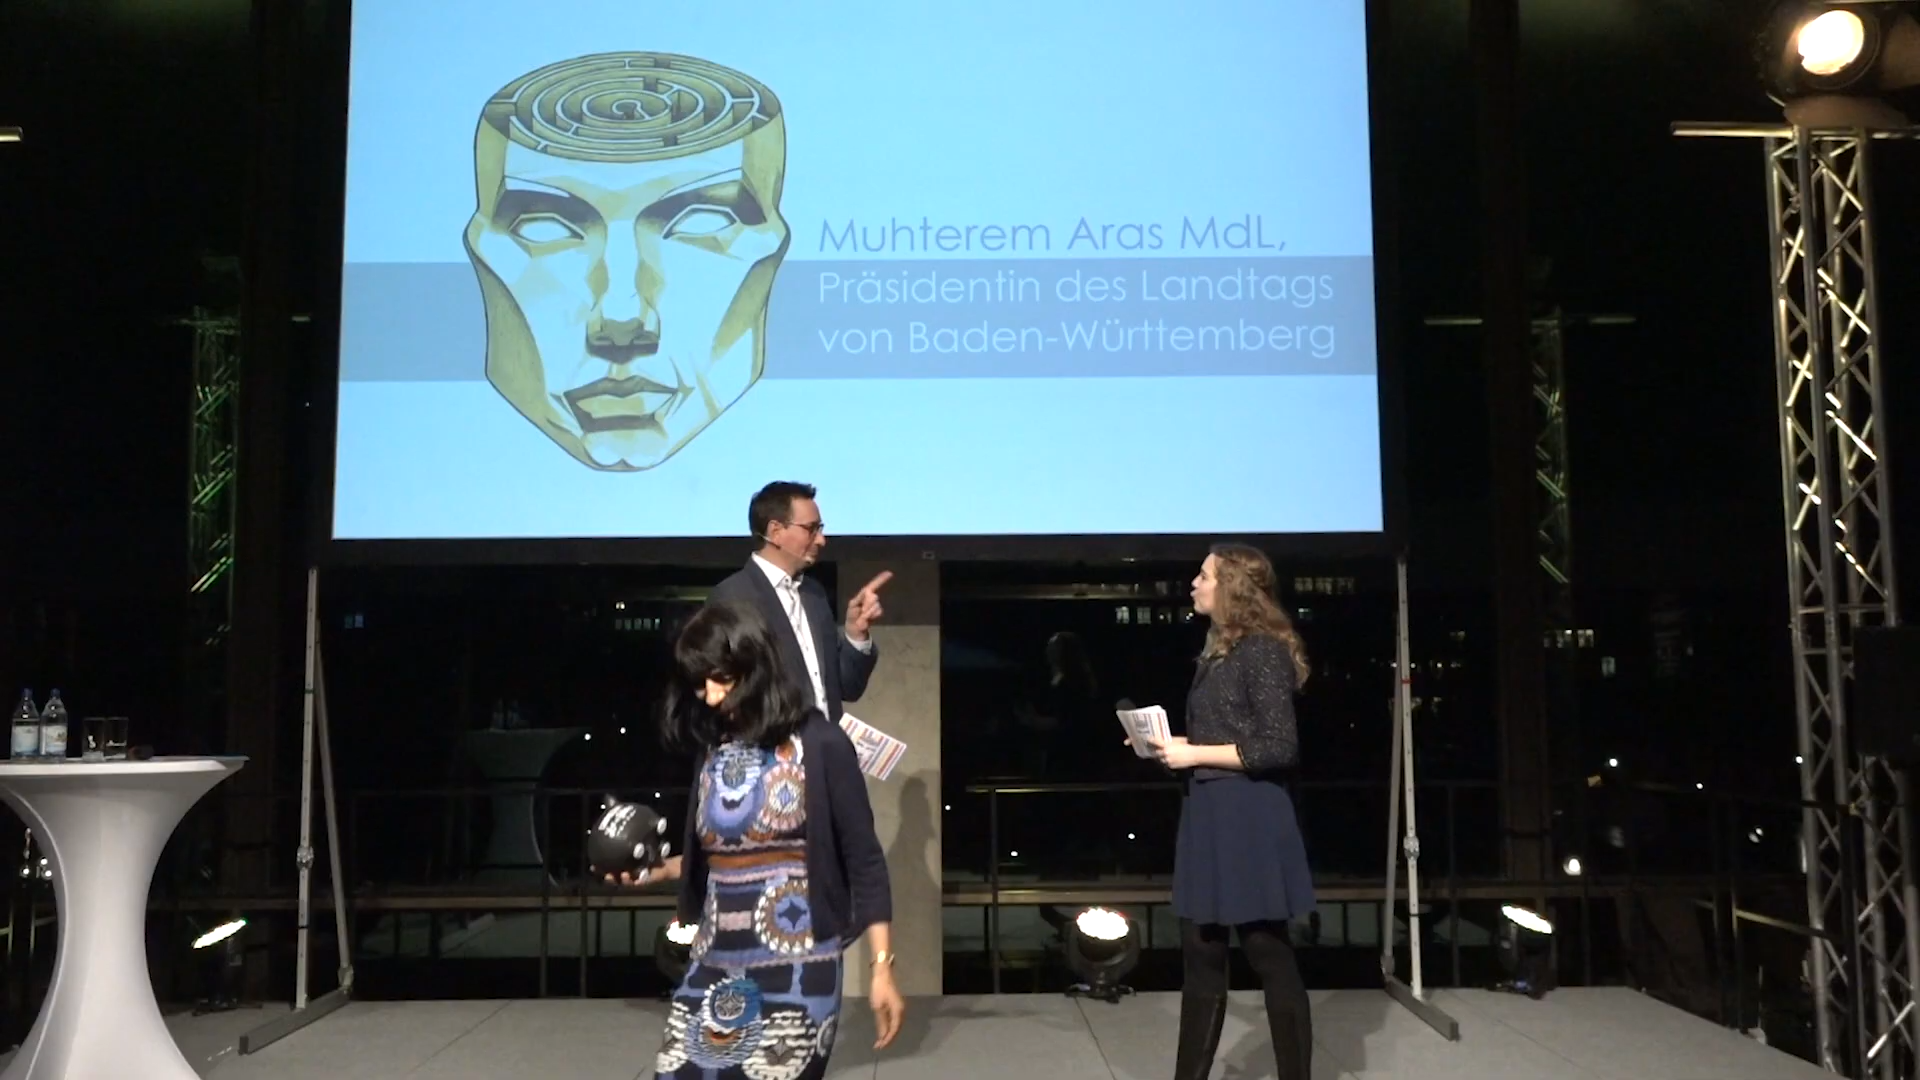 Muhterem Aras MdL,
Präsidentin des Landtags
von Baden-Württemberg